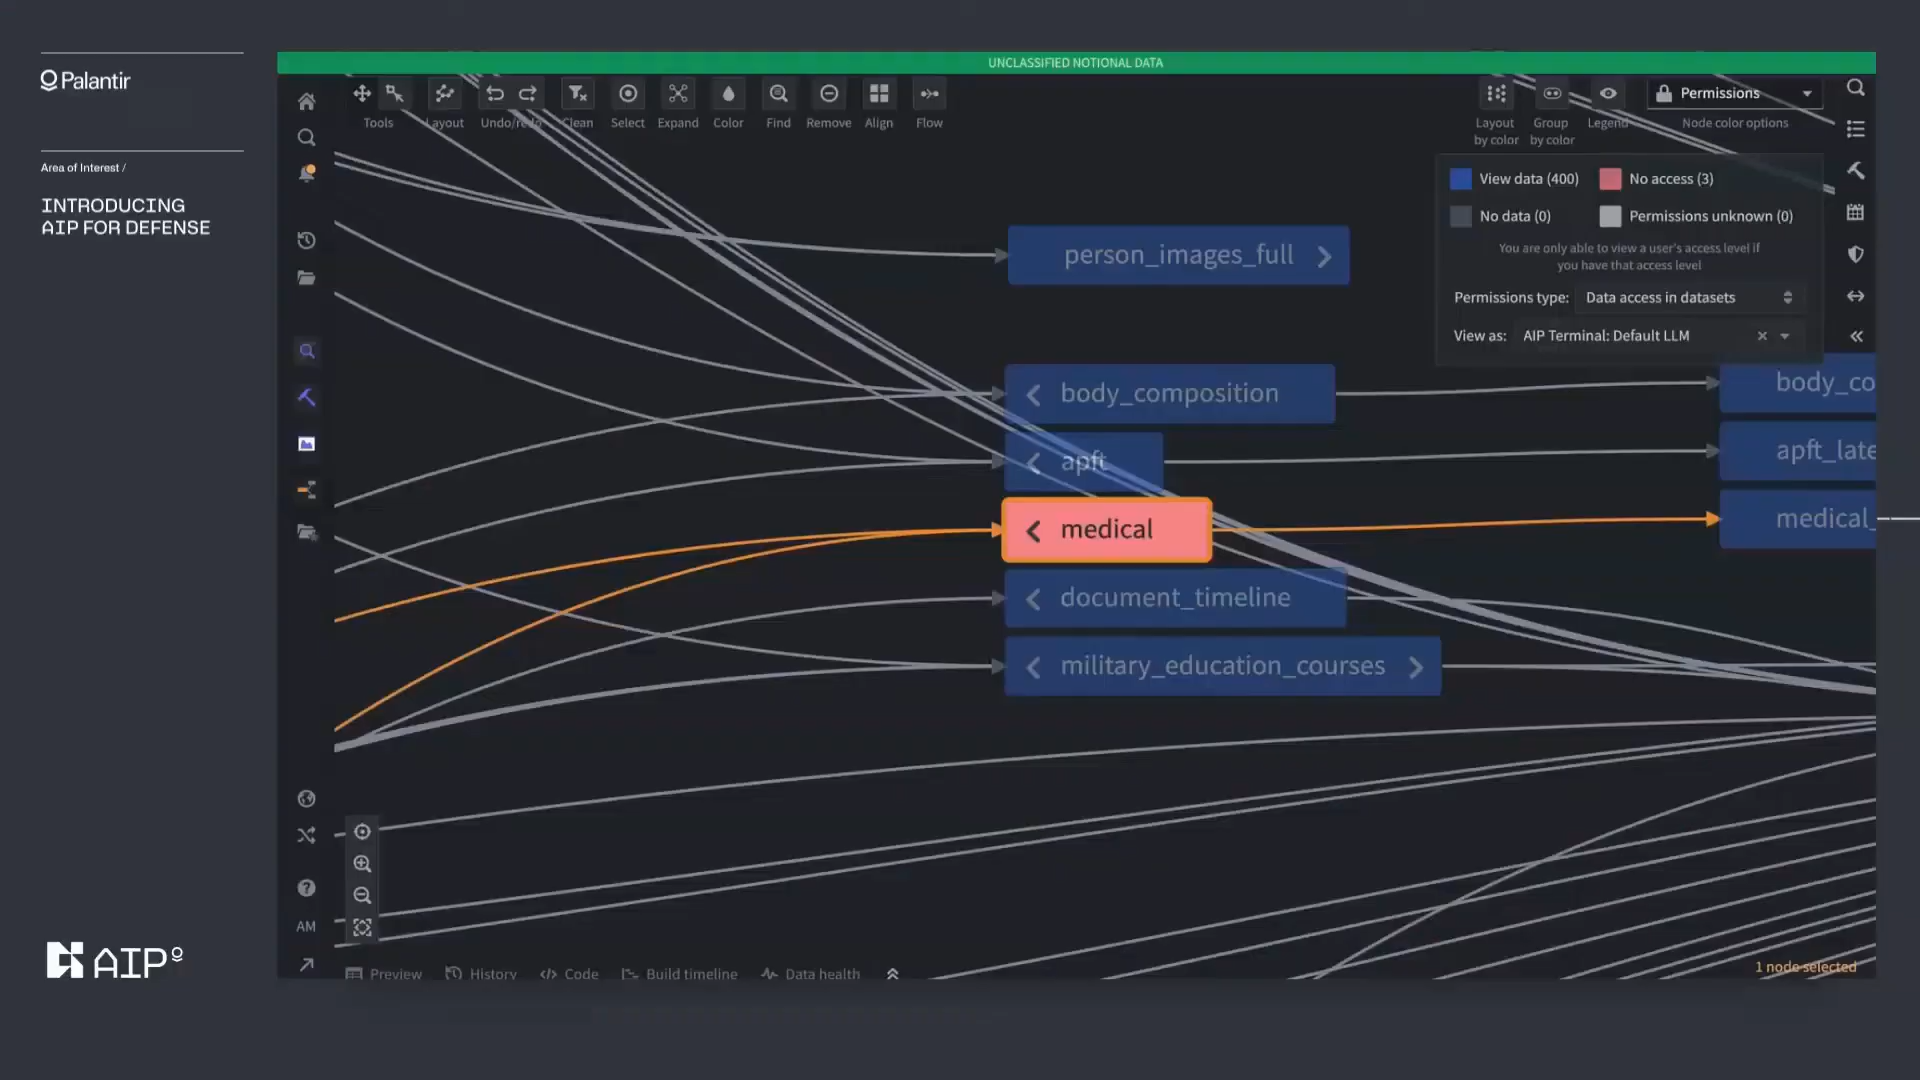 Palantir
Area of Interest /
INTRODUCING
AIP FOR DEFENSE
AIP
UNCLASSIFIED NOTIONAL DATA
Tools
Layout
Undo/redo
Clean
Select
Expand
Color
Find
Remove
Align
Flow
Layout
by color
Group
by color
Legend
Permissions
Node color options
View data (400)
No access (3)
No data (0)
Permissions unknown (0)
You are only able to view a user's access level if
you have that access level
Permissions type: Data access in datasets
View as: AIP Terminal: Default LLM
person_images_full
body_composition
body_co
apft
apft_late
medical
medical_
document_timeline
military_education_courses
AM
Preview
History
Code
Build timeline
Data health
1 node selected